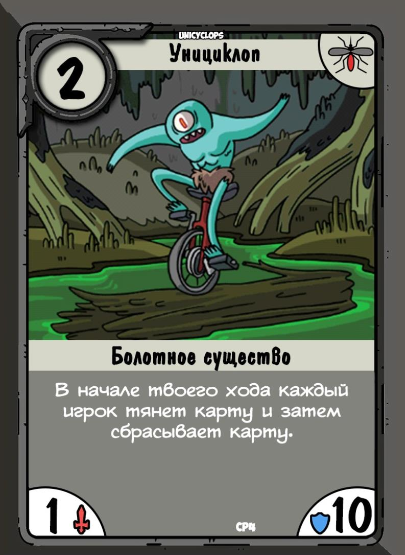 UNICYCLOPS
2
Унициклоп
Болотное существо
В начале твоего хода каждый
игрок тянет карту и затем
сбрасывает карту.
1
CP4
10